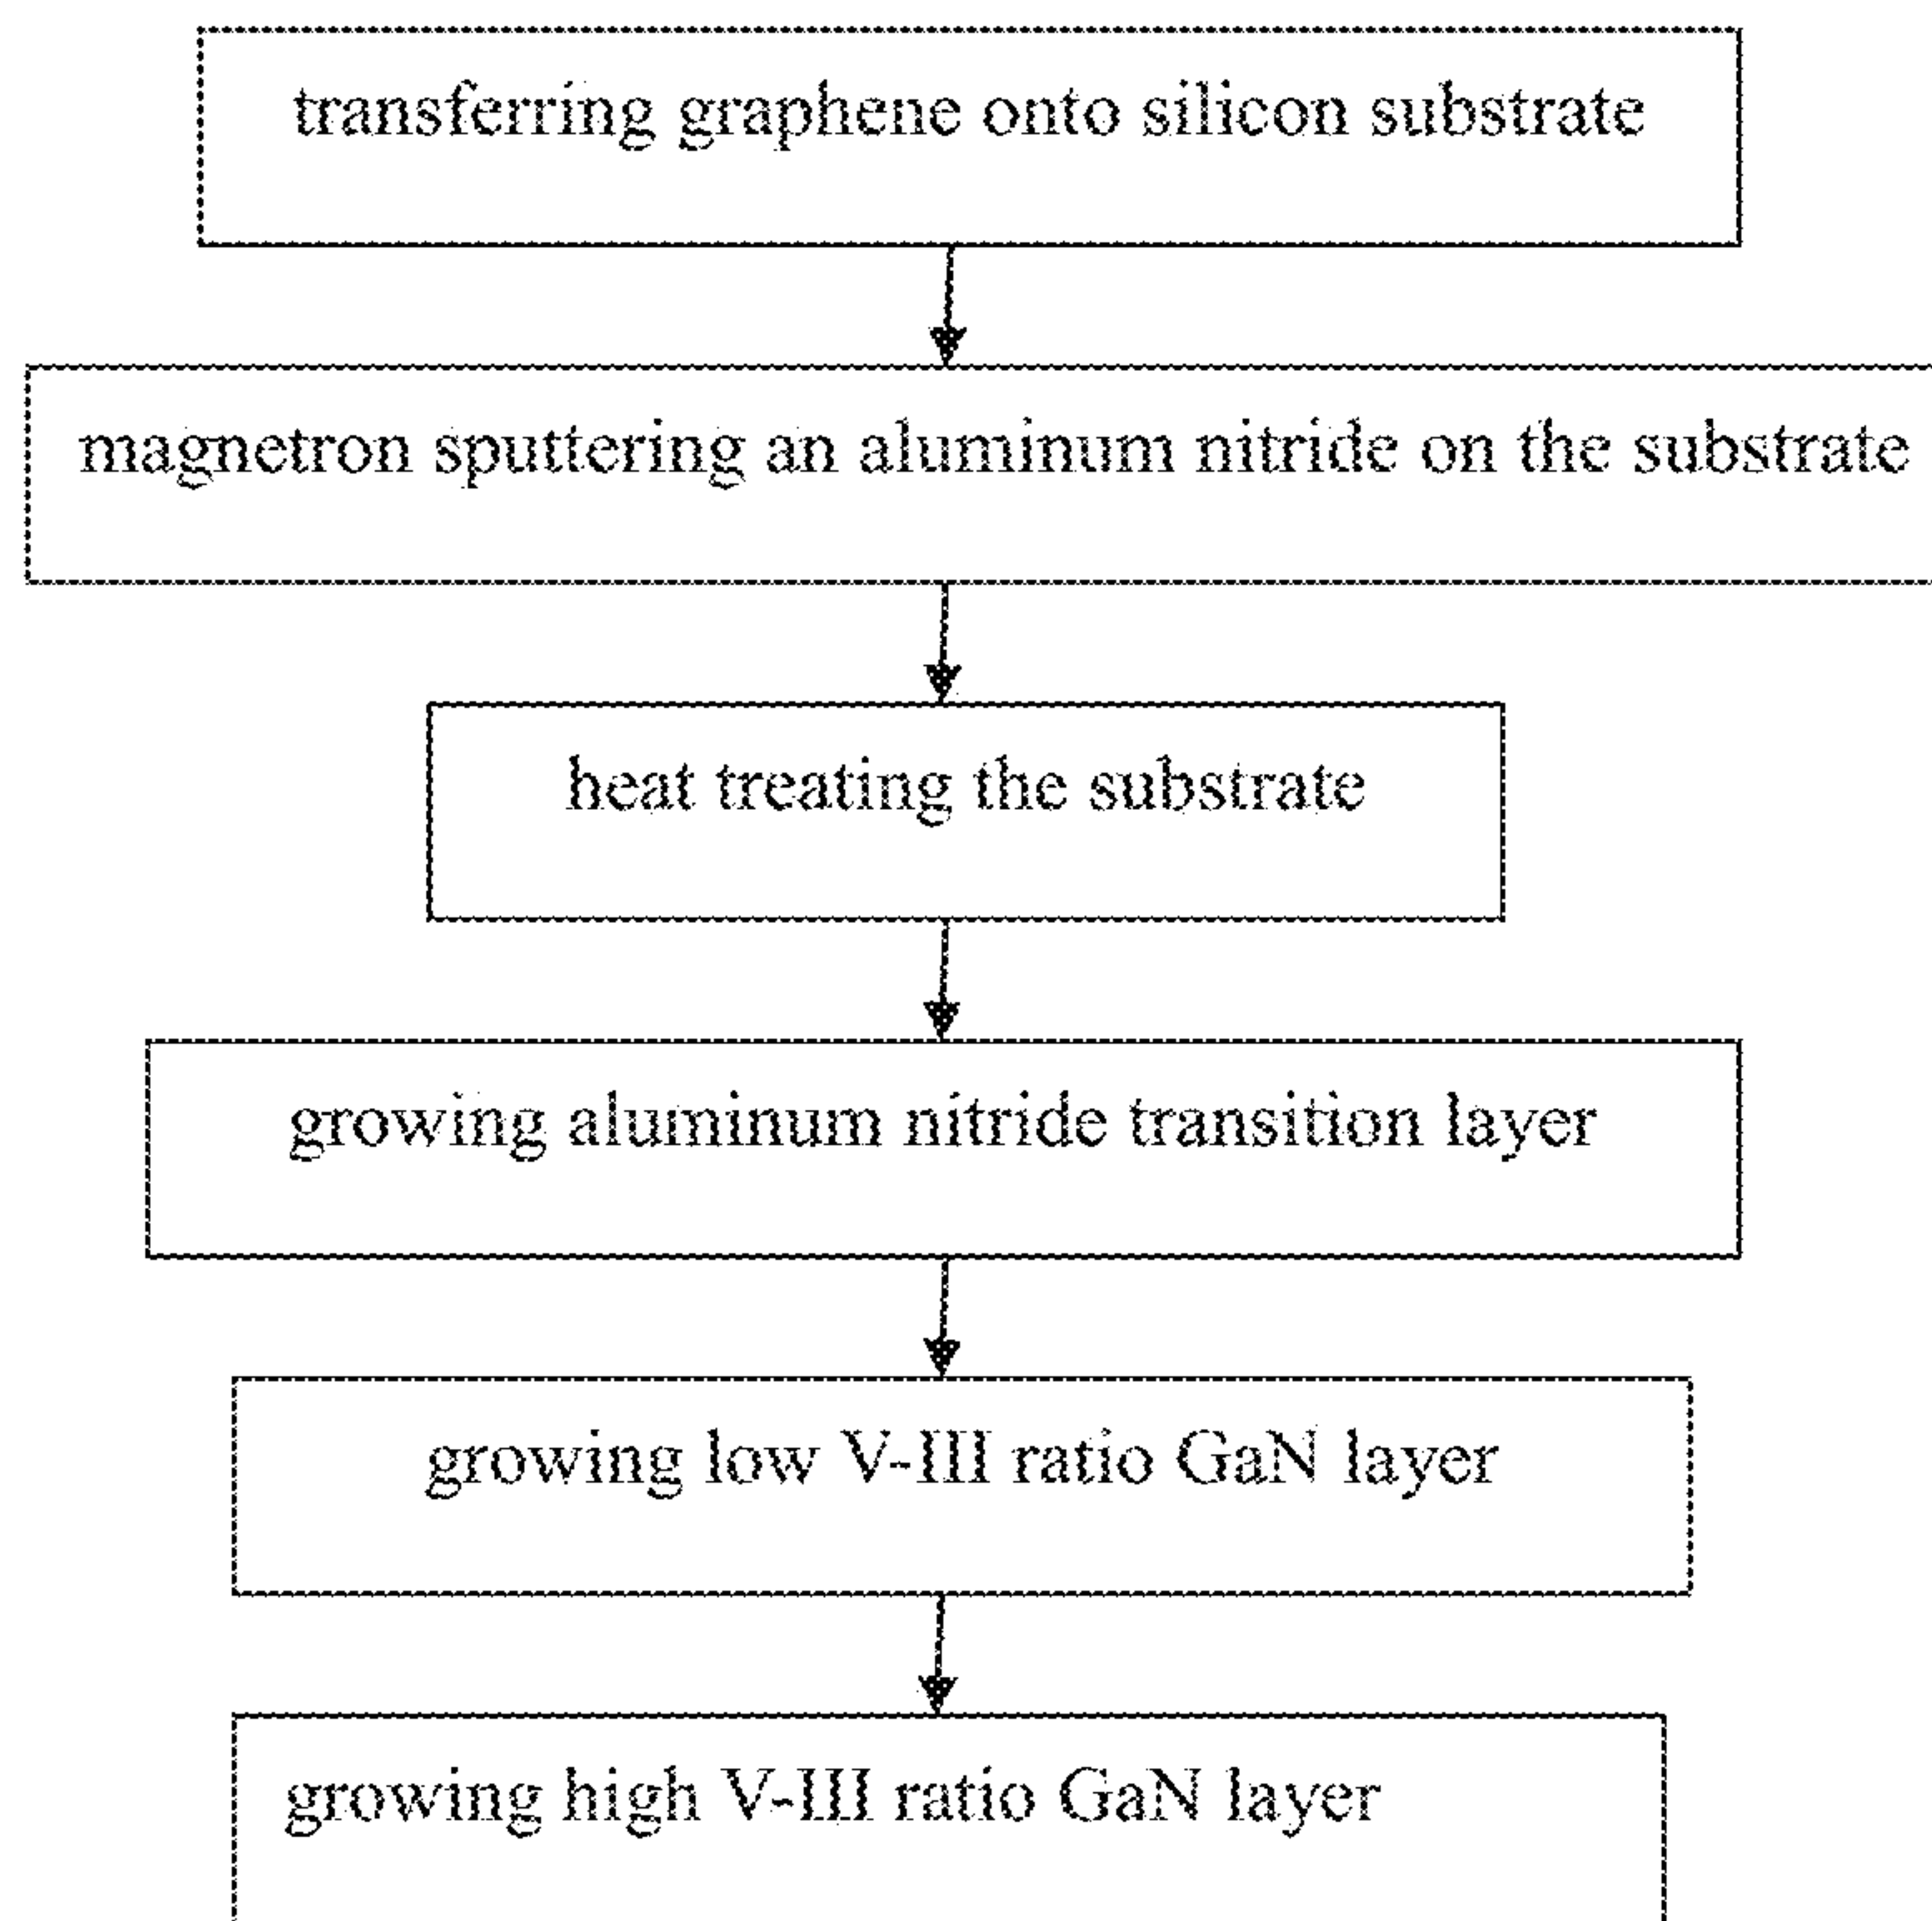 transferring graphene onto silicon substrate
magnetron sputtering an aluminum nitride on the substrate
heat treating the substrate
growing aluminum nitride transition layer
growing low V-III ratio GaN layer
growing high V-III ratio GaN layer